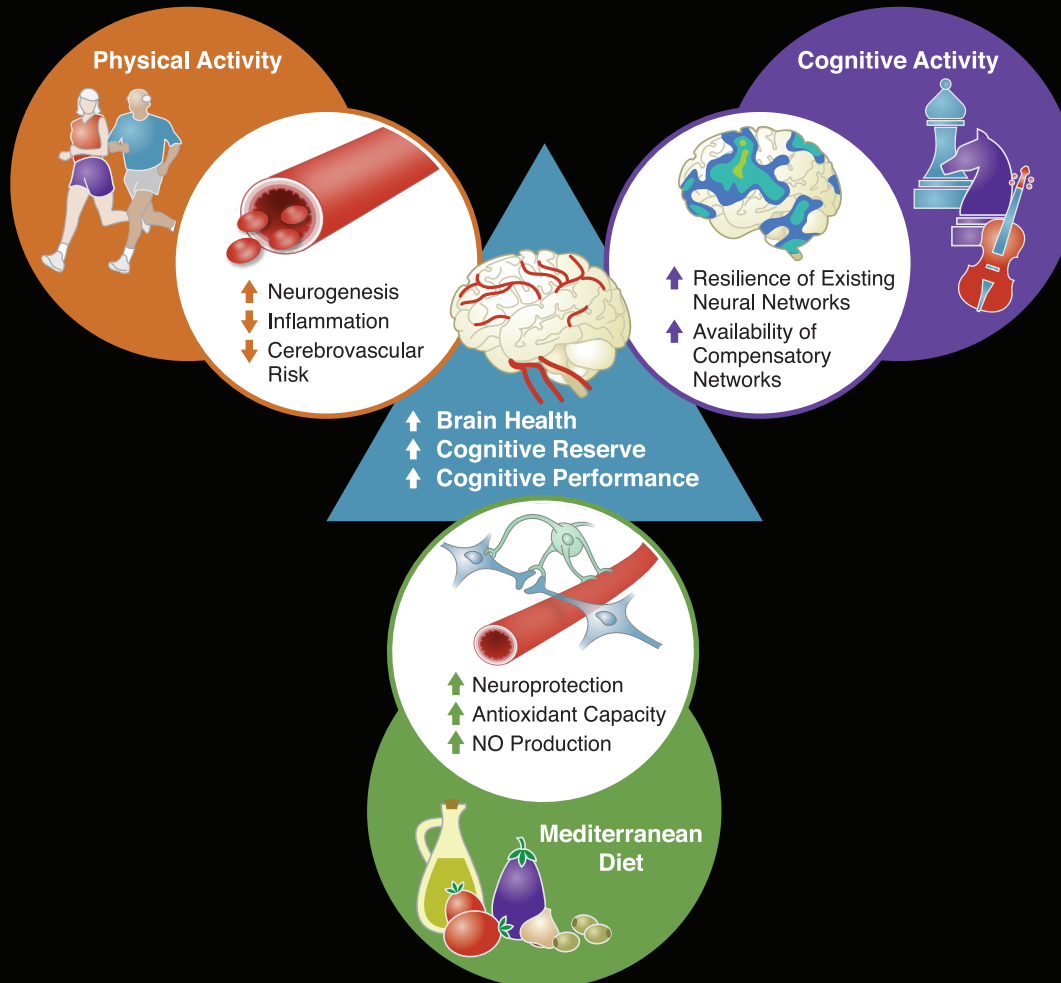 Physical Activity
↑ Neurogenesis
↓ Inflammation
↓ Cerebrovascular
Risk
Cognitive Activity
↑ Resilience of Existing
Neural Networks
↑ Availability of
Compensatory
Networks
↑ Brain Health
↑ Cognitive Reserve
↑ Cognitive Performance
↑ Neuroprotection
↑ Antioxidant Capacity
↑ NO Production
Mediterranean
Diet